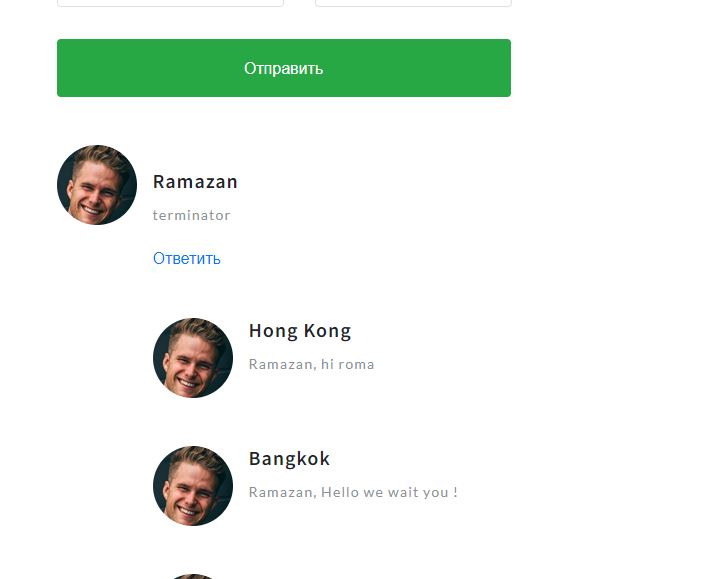 Отправить
Ramazan
terminator
Ответить
Hong Kong
Ramazan, hi roma
Bangkok
Ramazan, Hello we wait you !